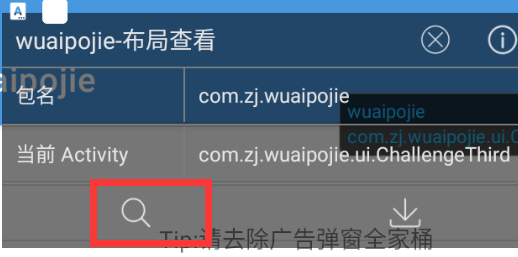 A
wuaipojie-布局查看
aipojie
包名
com.zj.wuaipojie
wuaipojie
com.zj.wuaipojie.ui.C
当前 Activity
com.zj.wuaipojie.ui.ChallengeThird
Tip:请去除广告弹窗全家桶